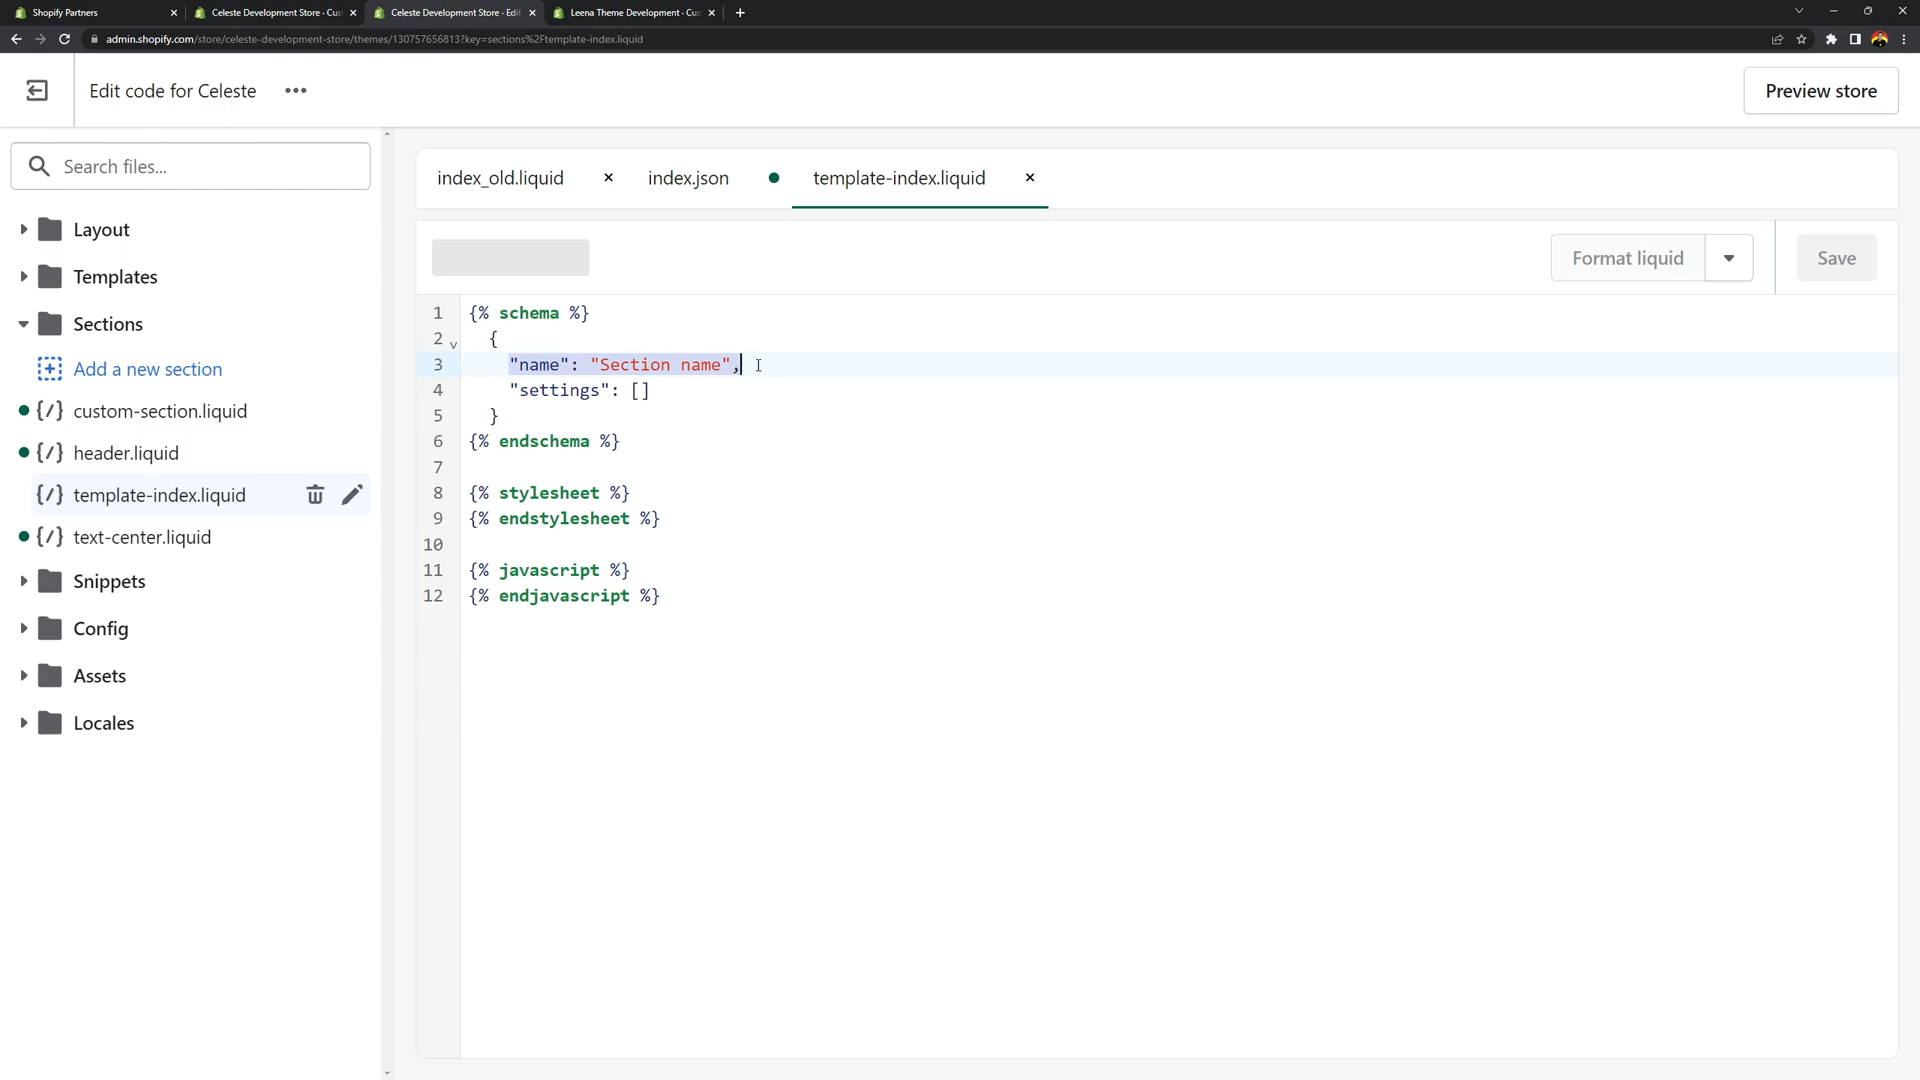 Shopify Partners
Celeste Development Store · Cus
Celeste Development Store · Edit
Leena Theme Development · Cus
admin.shopify.com/store/celeste-development-store/themes/130757656813?key=sections%2Ftemplate-index.liquid
Edit code for Celeste
Preview store
Search files...
Layout
Templates
Sections
Add a new section
{/} custom-section.liquid
{/} header.liquid
{/} template-index.liquid
{/} text-center.liquid
Snippets
Config
Assets
Locales
index_old.liquid
index.json
template-index.liquid
Format liquid
Save
1 {% schema %}
2 {
3 "name": "Section name",
4 "settings": []
5 }
6 {% endschema %}
7
8 {% stylesheet %}
9 {% endstylesheet %}
10
11 {% javascript %}
12 {% endjavascript %}